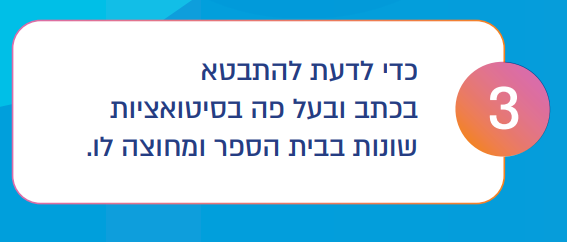 3
כדי לדעת להתבטא
בכתב ובעל פה בסיטואציות
שונות בבית הספר ומחוצה לו.